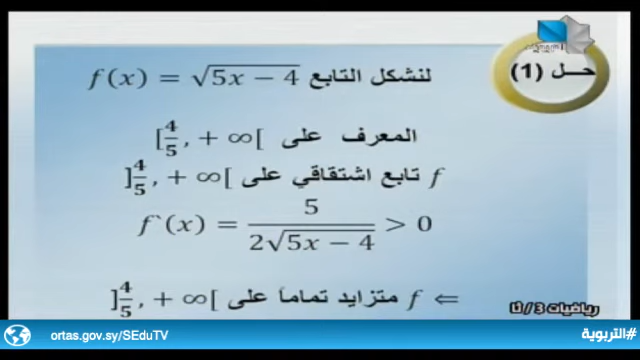 حـــل (1)
لنشكل التابع f(x) = √5x − 4
المعرف على [4/5 , + ∞[
f تابع اشتقاقي على ]4/5 , + ∞[
f`(x) = 5 / 2√5x − 4 > 0
⇐ f متزايد تماماً على ]4/5 , + ∞[
رياضيات 3/ ثا
ortas.gov.sy/SEduTV
#التربوية